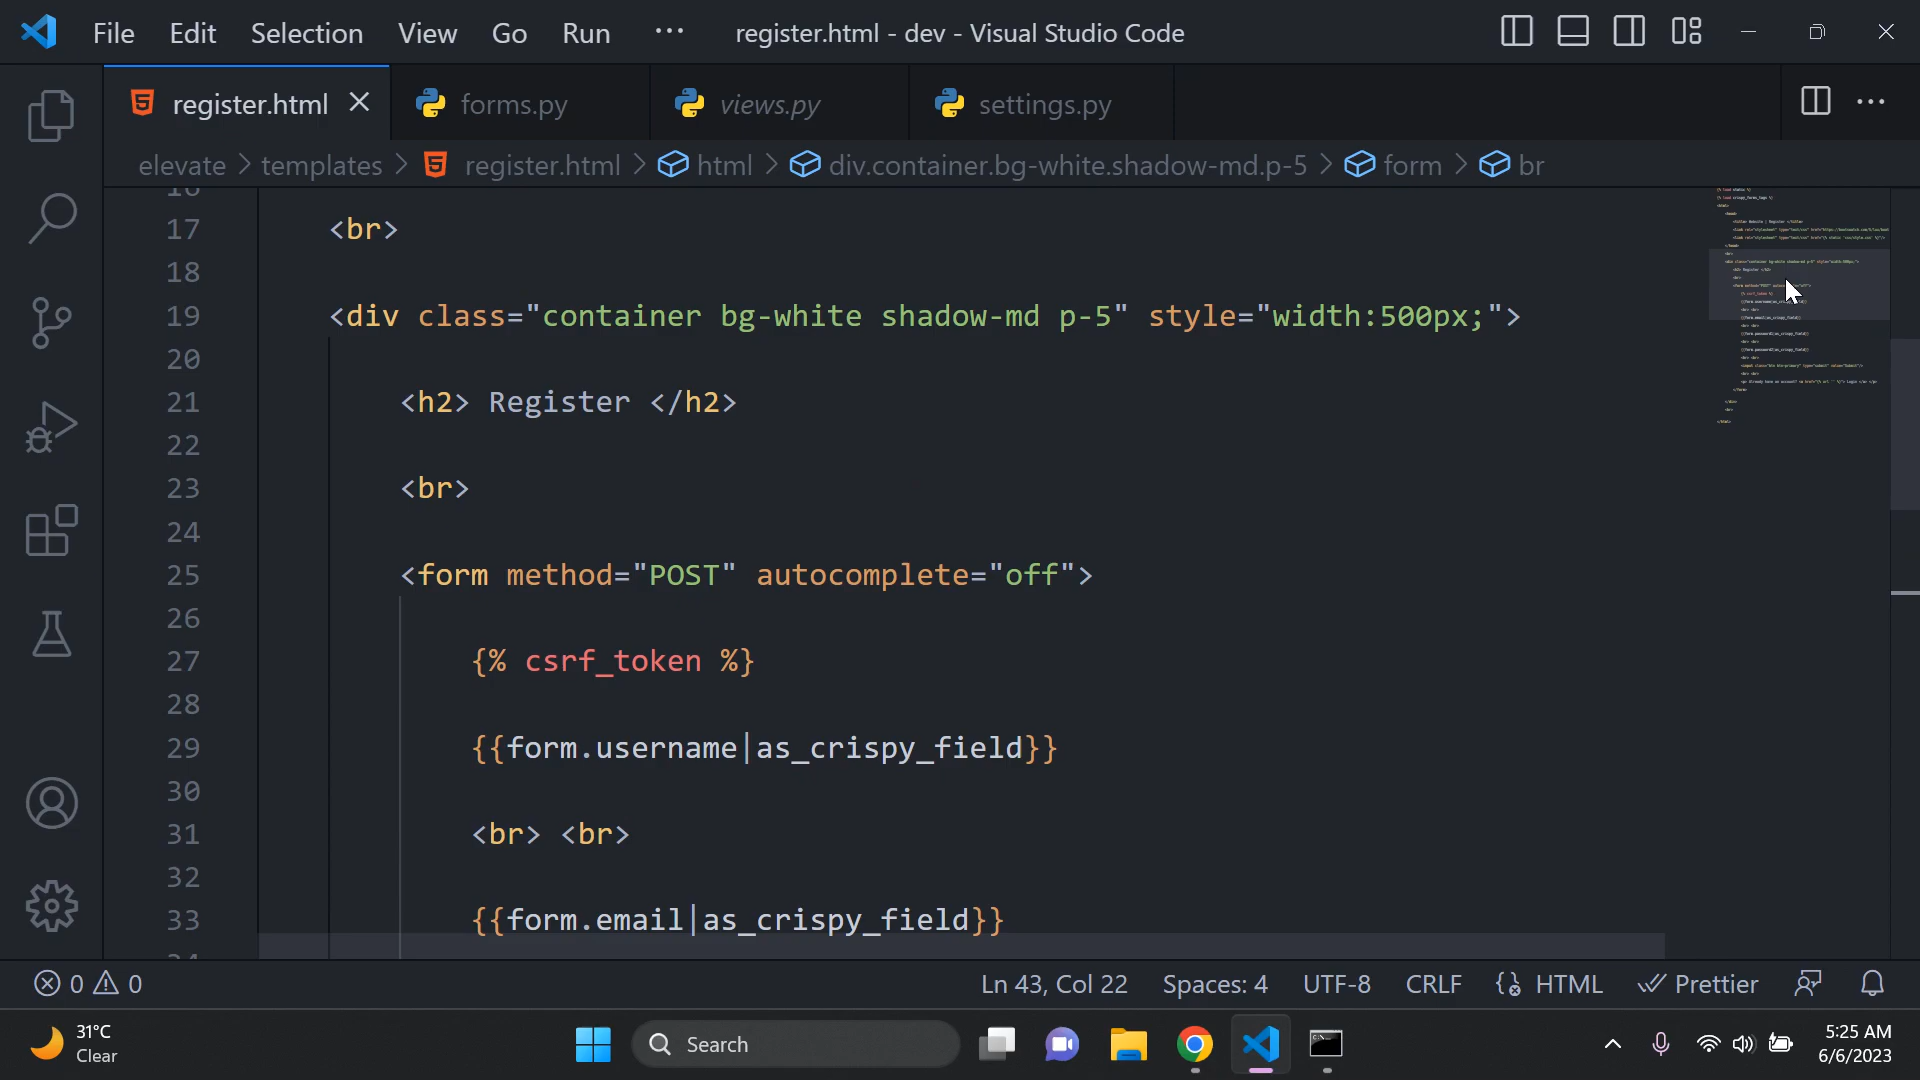 File Edit Selection View Go Run ··· register.html - dev - Visual Studio Code
register.html forms.py views.py settings.py
elevate > templates > register.html > html > div.container.bg-white.shadow-md.p-5 > form > br
17 <br>
18
19 <div class="container bg-white shadow-md p-5" style="width:500px;">
20
21 <h2> Register </h2>
22
23 <br>
24
25 <form method="POST" autocomplete="off">
26
27 {% csrf_token %}
28
29 {{form.username|as_crispy_field}}
30
31 <br> <br>
32
33 {{form.email|as_crispy_field}}
0 0 Ln 43, Col 22 Spaces: 4 UTF-8 CRLF HTML Prettier
31°C
Clear
Search
5:25 AM
6/6/2023